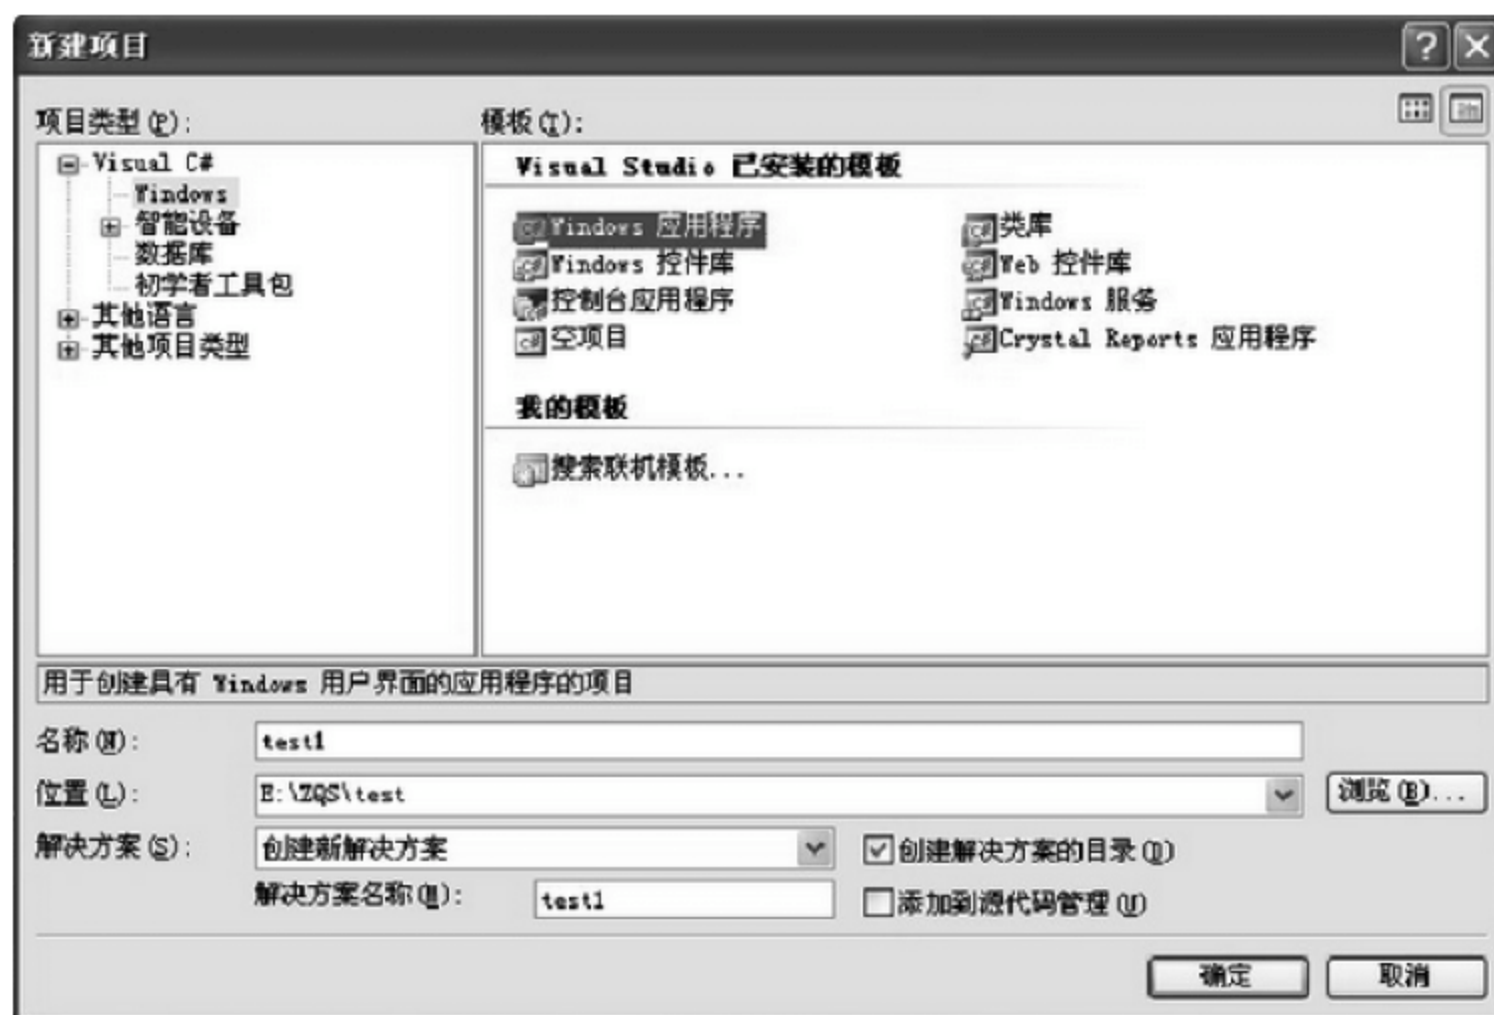 新建项目
项目类型(P):
模板(T):
Visual C#
Windows
智能设备
数据库
初学者工具包
其他语言
其他项目类型
Visual Studio 已安装的模板
Windows 应用程序
类库
Windows 控件库
Web 控件库
控制台应用程序
Windows 服务
空项目
Crystal Reports 应用程序
我的模板
搜索联机模板...
用于创建具有 Windows 用户界面的应用程序的项目
名称(N):
test1
位置(L):
E:\ZQS\test
浏览(B)...
解决方案(S):
创建新解决方案
创建解决方案的目录(D)
解决方案名称(M):
test1
添加到源代码管理(U)
确定
取消